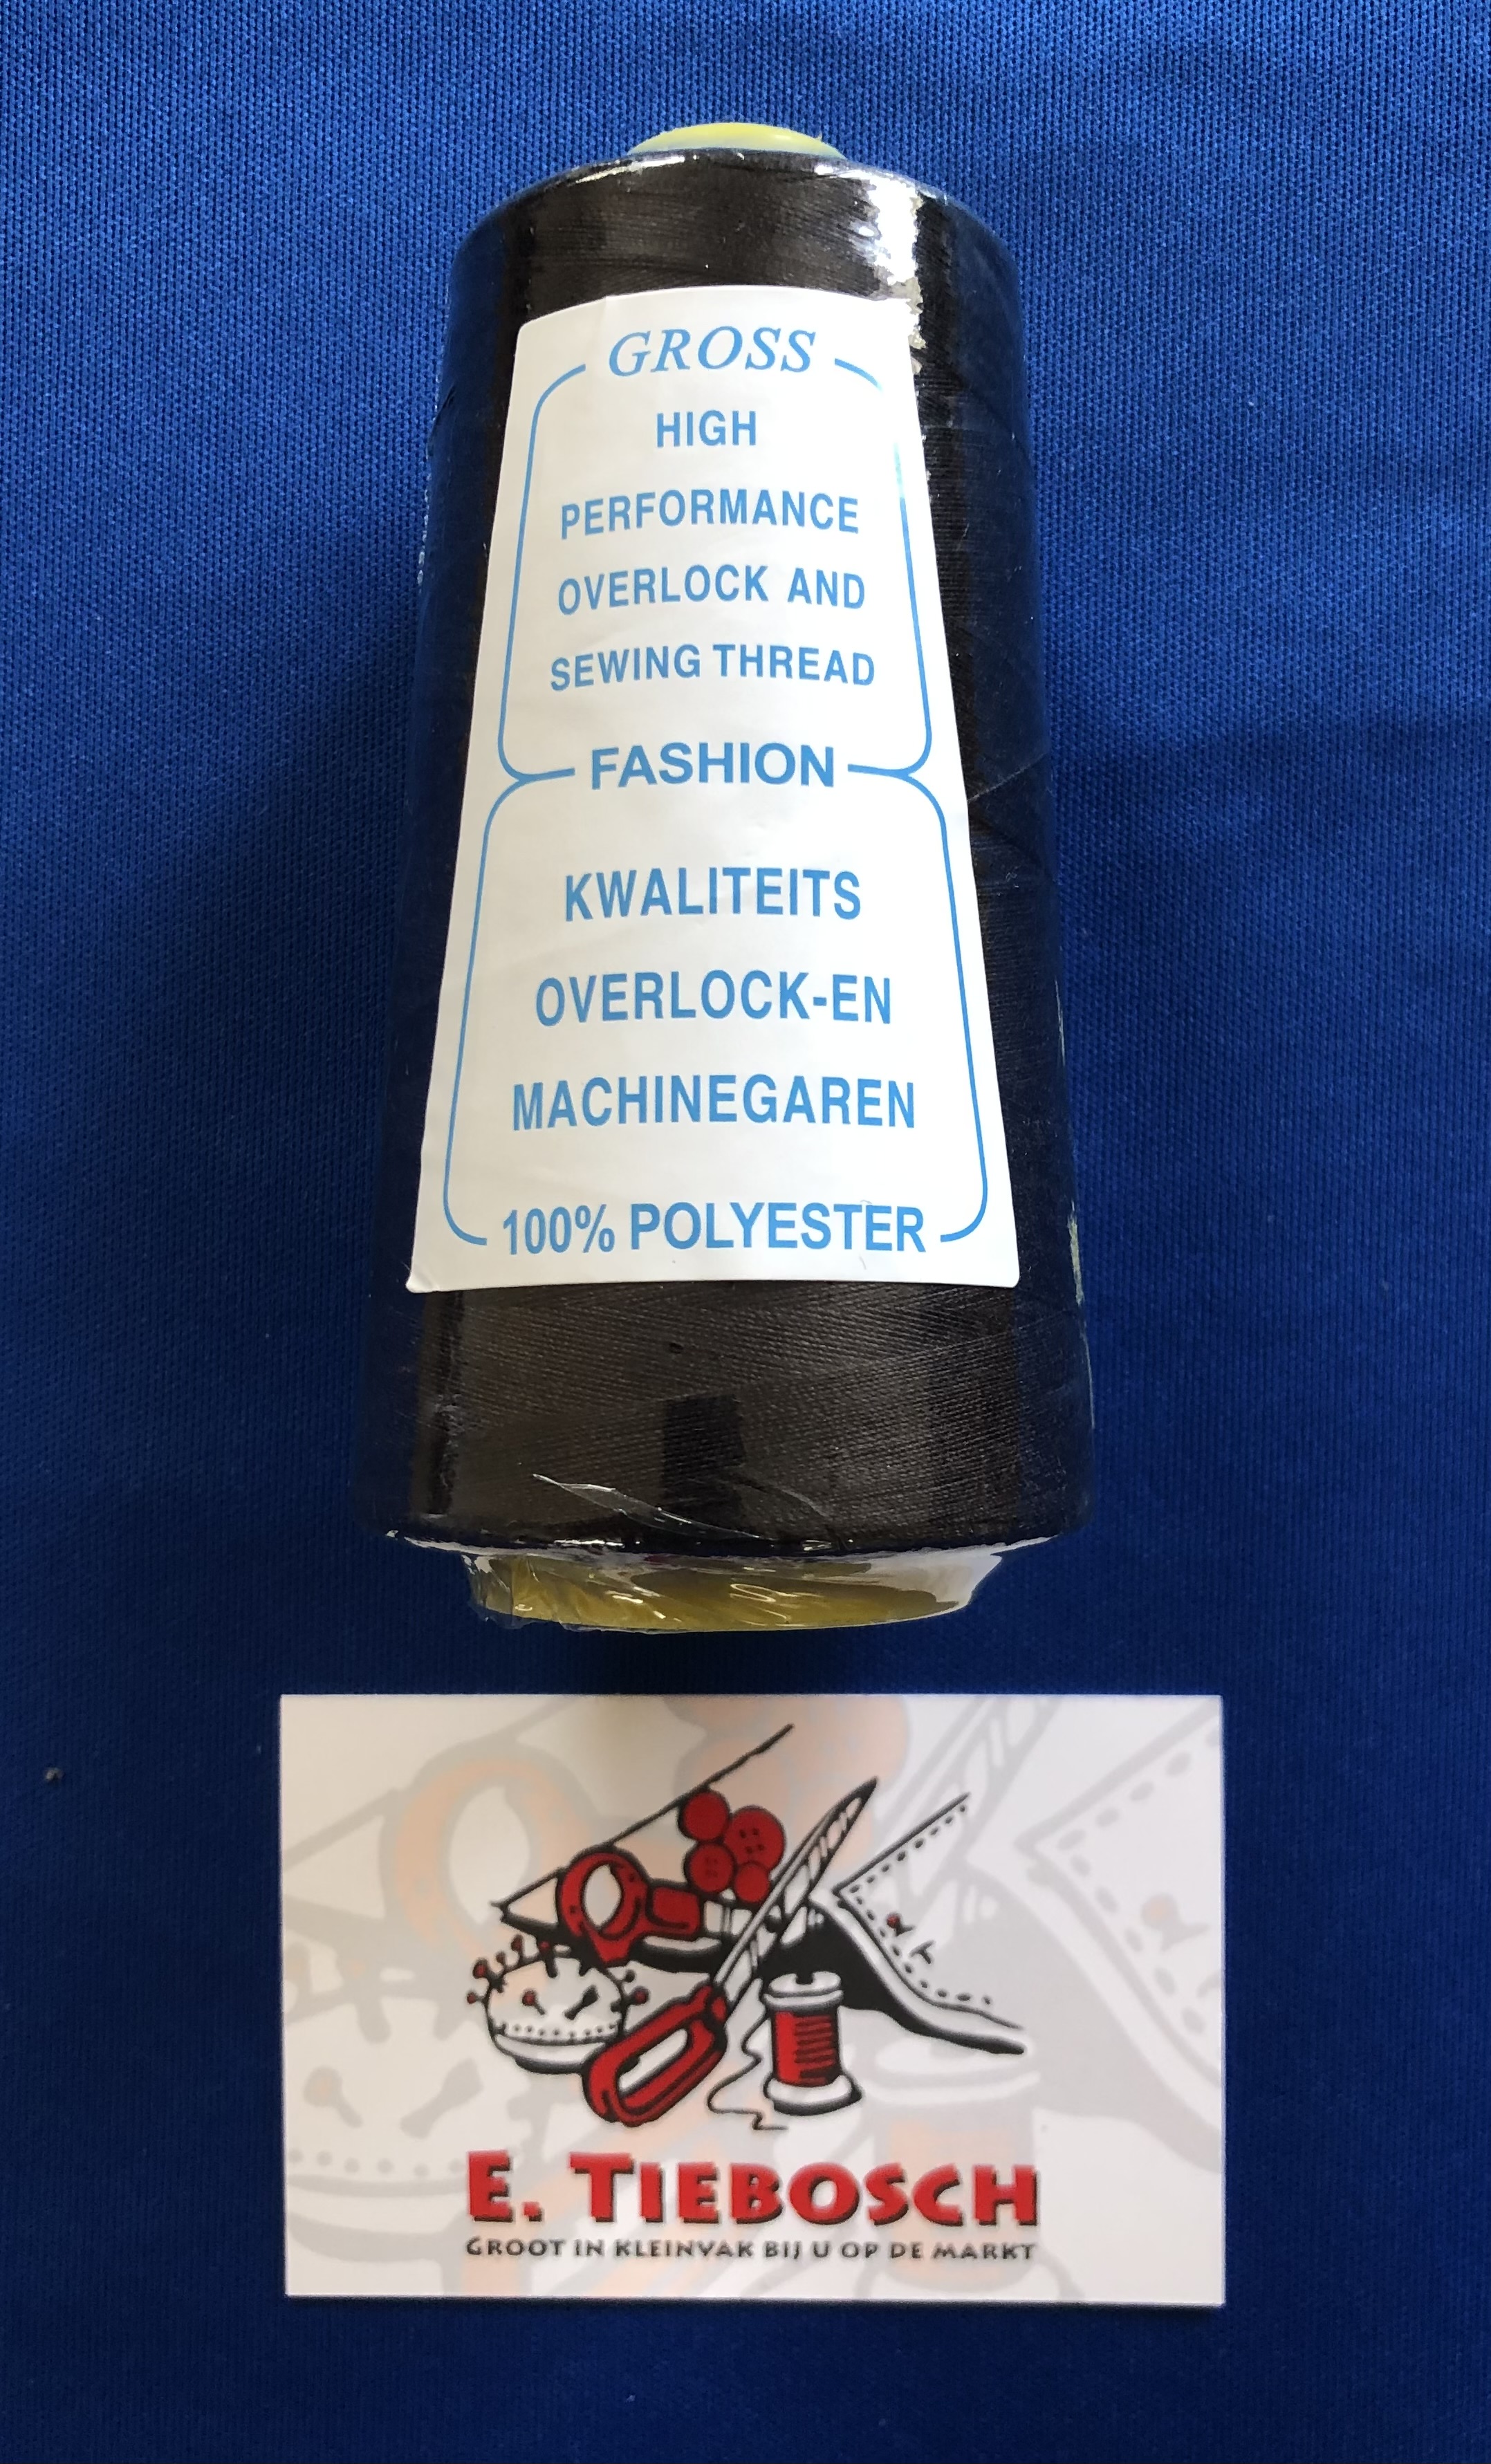 GROSS
HIGH
PERFORMANCE
OVERLOCK AND
SEWING THREAD
FASHION
KWALITEITS
OVERLOCK-EN
MACHINEGAREN
100% POLYESTER
E. TIEBOSCH
GROOT IN KLEINVAK BIJ U OP DE MARKT